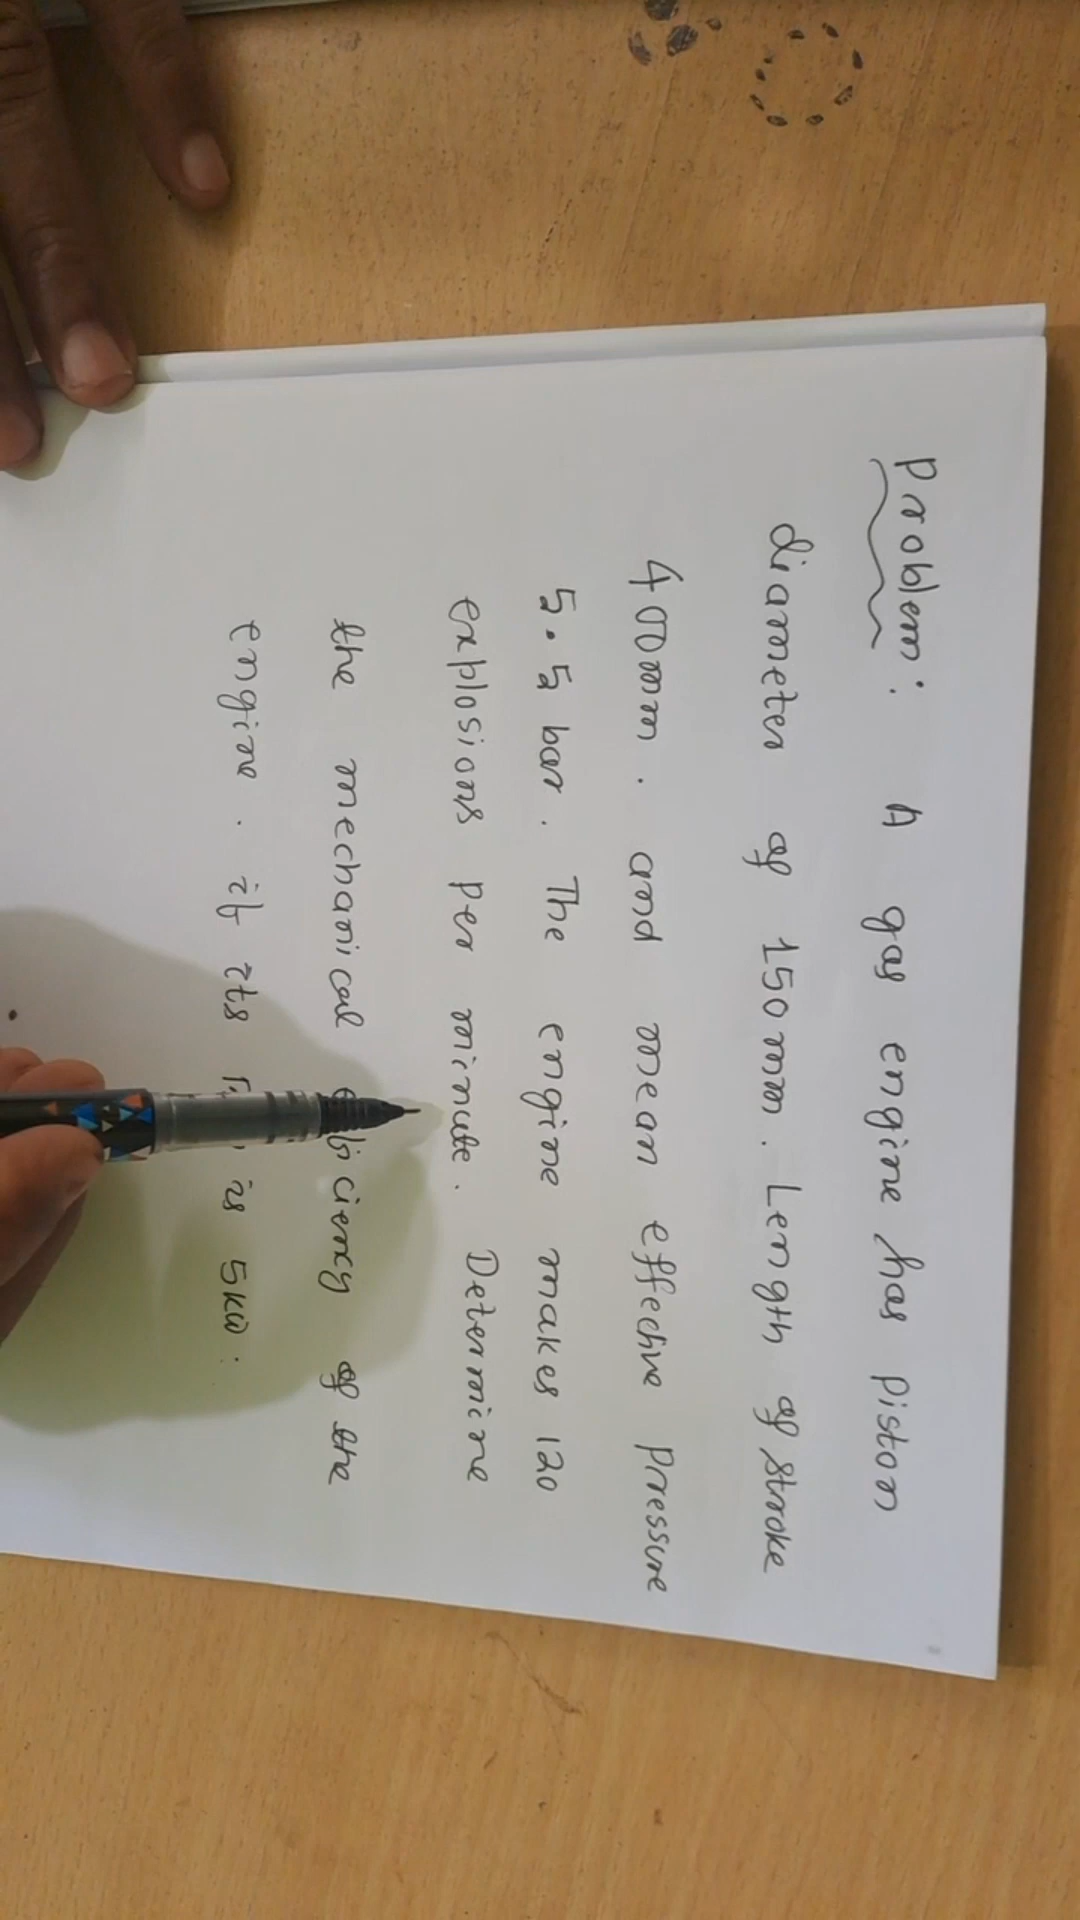 Problem: A gas engine has piston
diameter of 150mm. Length of stroke
400mm. and mean effective pressure
5.5 bar. The engine makes 120
explosions per minute. Determine
the mechanical of the
engine. if its is 5kw.